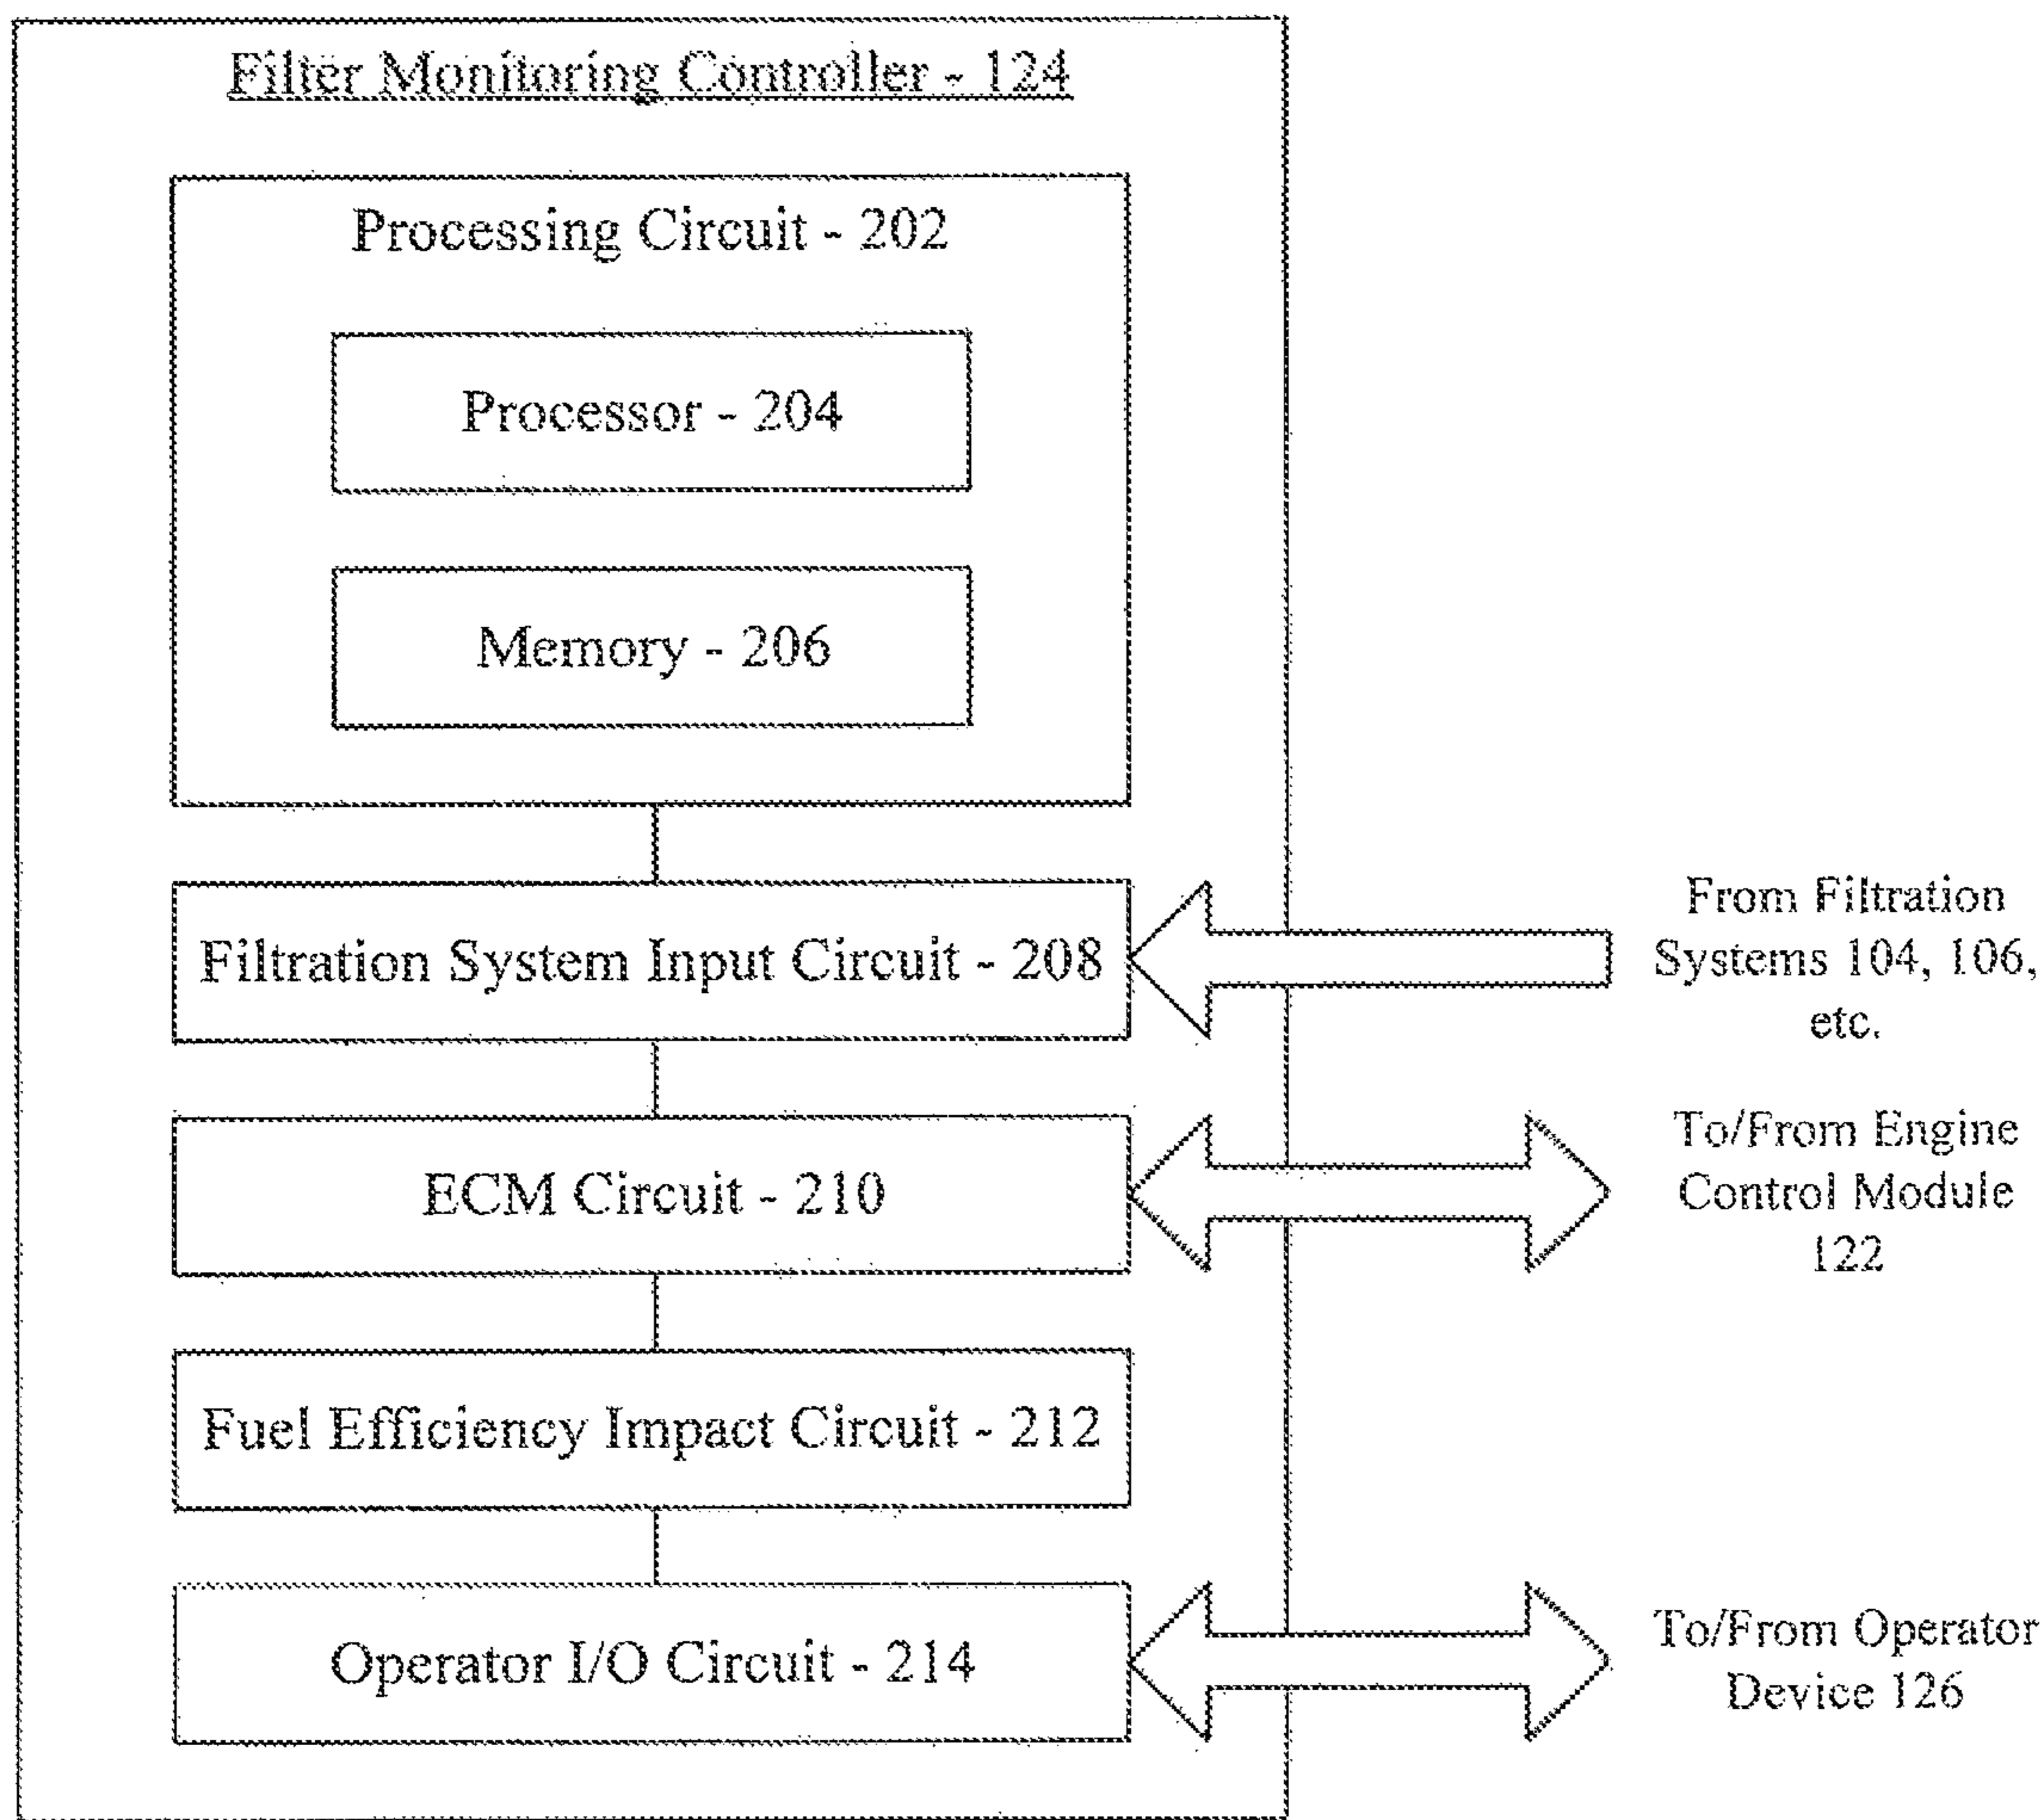 Filter Monitoring Controller - 124
Processing Circuit - 202
Processor - 204
Memory - 206
Filtration System Input Circuit - 208
From Filtration
Systems 104, 106,
etc.
ECM Circuit - 210
To/From Engine
Control Module
122
Fuel Efficiency Impact Circuit - 212
Operator I/O Circuit - 214
To/From Operator
Device 126